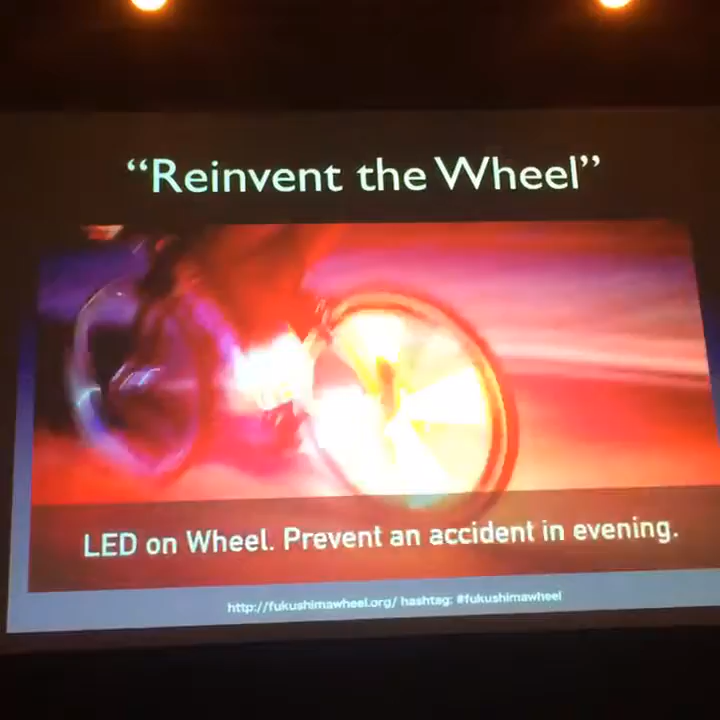 “Reinvent the Wheel”
LED on Wheel. Prevent an accident in evening.
http://fukushimawheel.org/ hashtag: #fukushimawheel